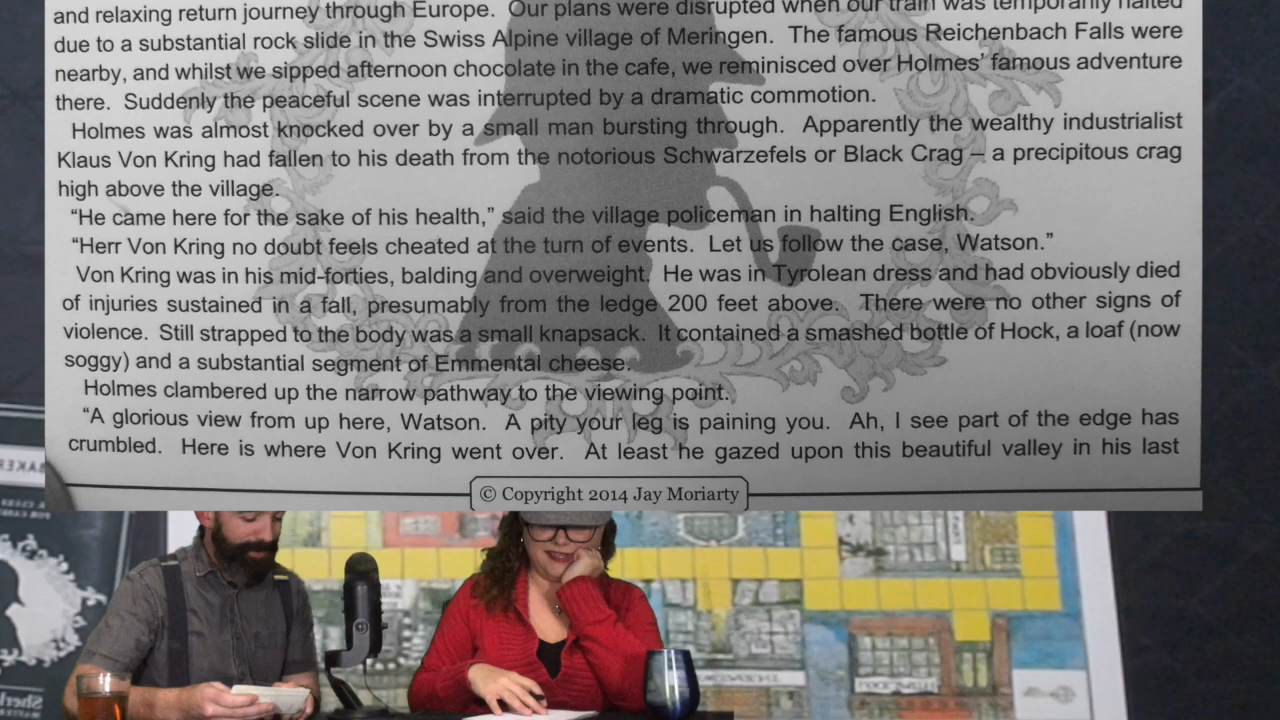 and relaxing return journey through Europe. Our plans were disrupted when our train was temporarily halted
due to a substantial rock slide in the Swiss Alpine village of Meringen. The famous Reichenbach Falls were
nearby, and whilst we sipped afternoon chocolate in the cafe, we reminisced over Holmes' famous adventure
there. Suddenly the peaceful scene was interrupted by a dramatic commotion.
Holmes was almost knocked over by a small man bursting through. Apparently the wealthy industrialist
Klaus Von Kring had fallen to his death from the notorious Schwarzefels or Black Crag – a precipitous crag
high above the village.
“He came here for the sake of his health,” said the village policeman in halting English.
“Herr Von Kring no doubt feels cheated at the turn of events. Let us follow the case, Watson.”
Von Kring was in his mid-forties, balding and overweight. He was in Tyrolean dress and had obviously died
of injuries sustained in a fall, presumably from the ledge 200 feet above. There were no other signs of
violence. Still strapped to the body was a small knapsack. It contained a smashed bottle of Hock, a loaf (now
soggy) and a substantial segment of Emmental cheese.
Holmes clambered up the narrow pathway to the viewing point.
“A glorious view from up here, Watson. A pity your leg is paining you. Ah, I see part of the edge has
crumbled. Here is where Von Kring went over. At least he gazed upon this beautiful valley in his last
© Copyright 2014 Jay Moriarty
BAKER
Sherl